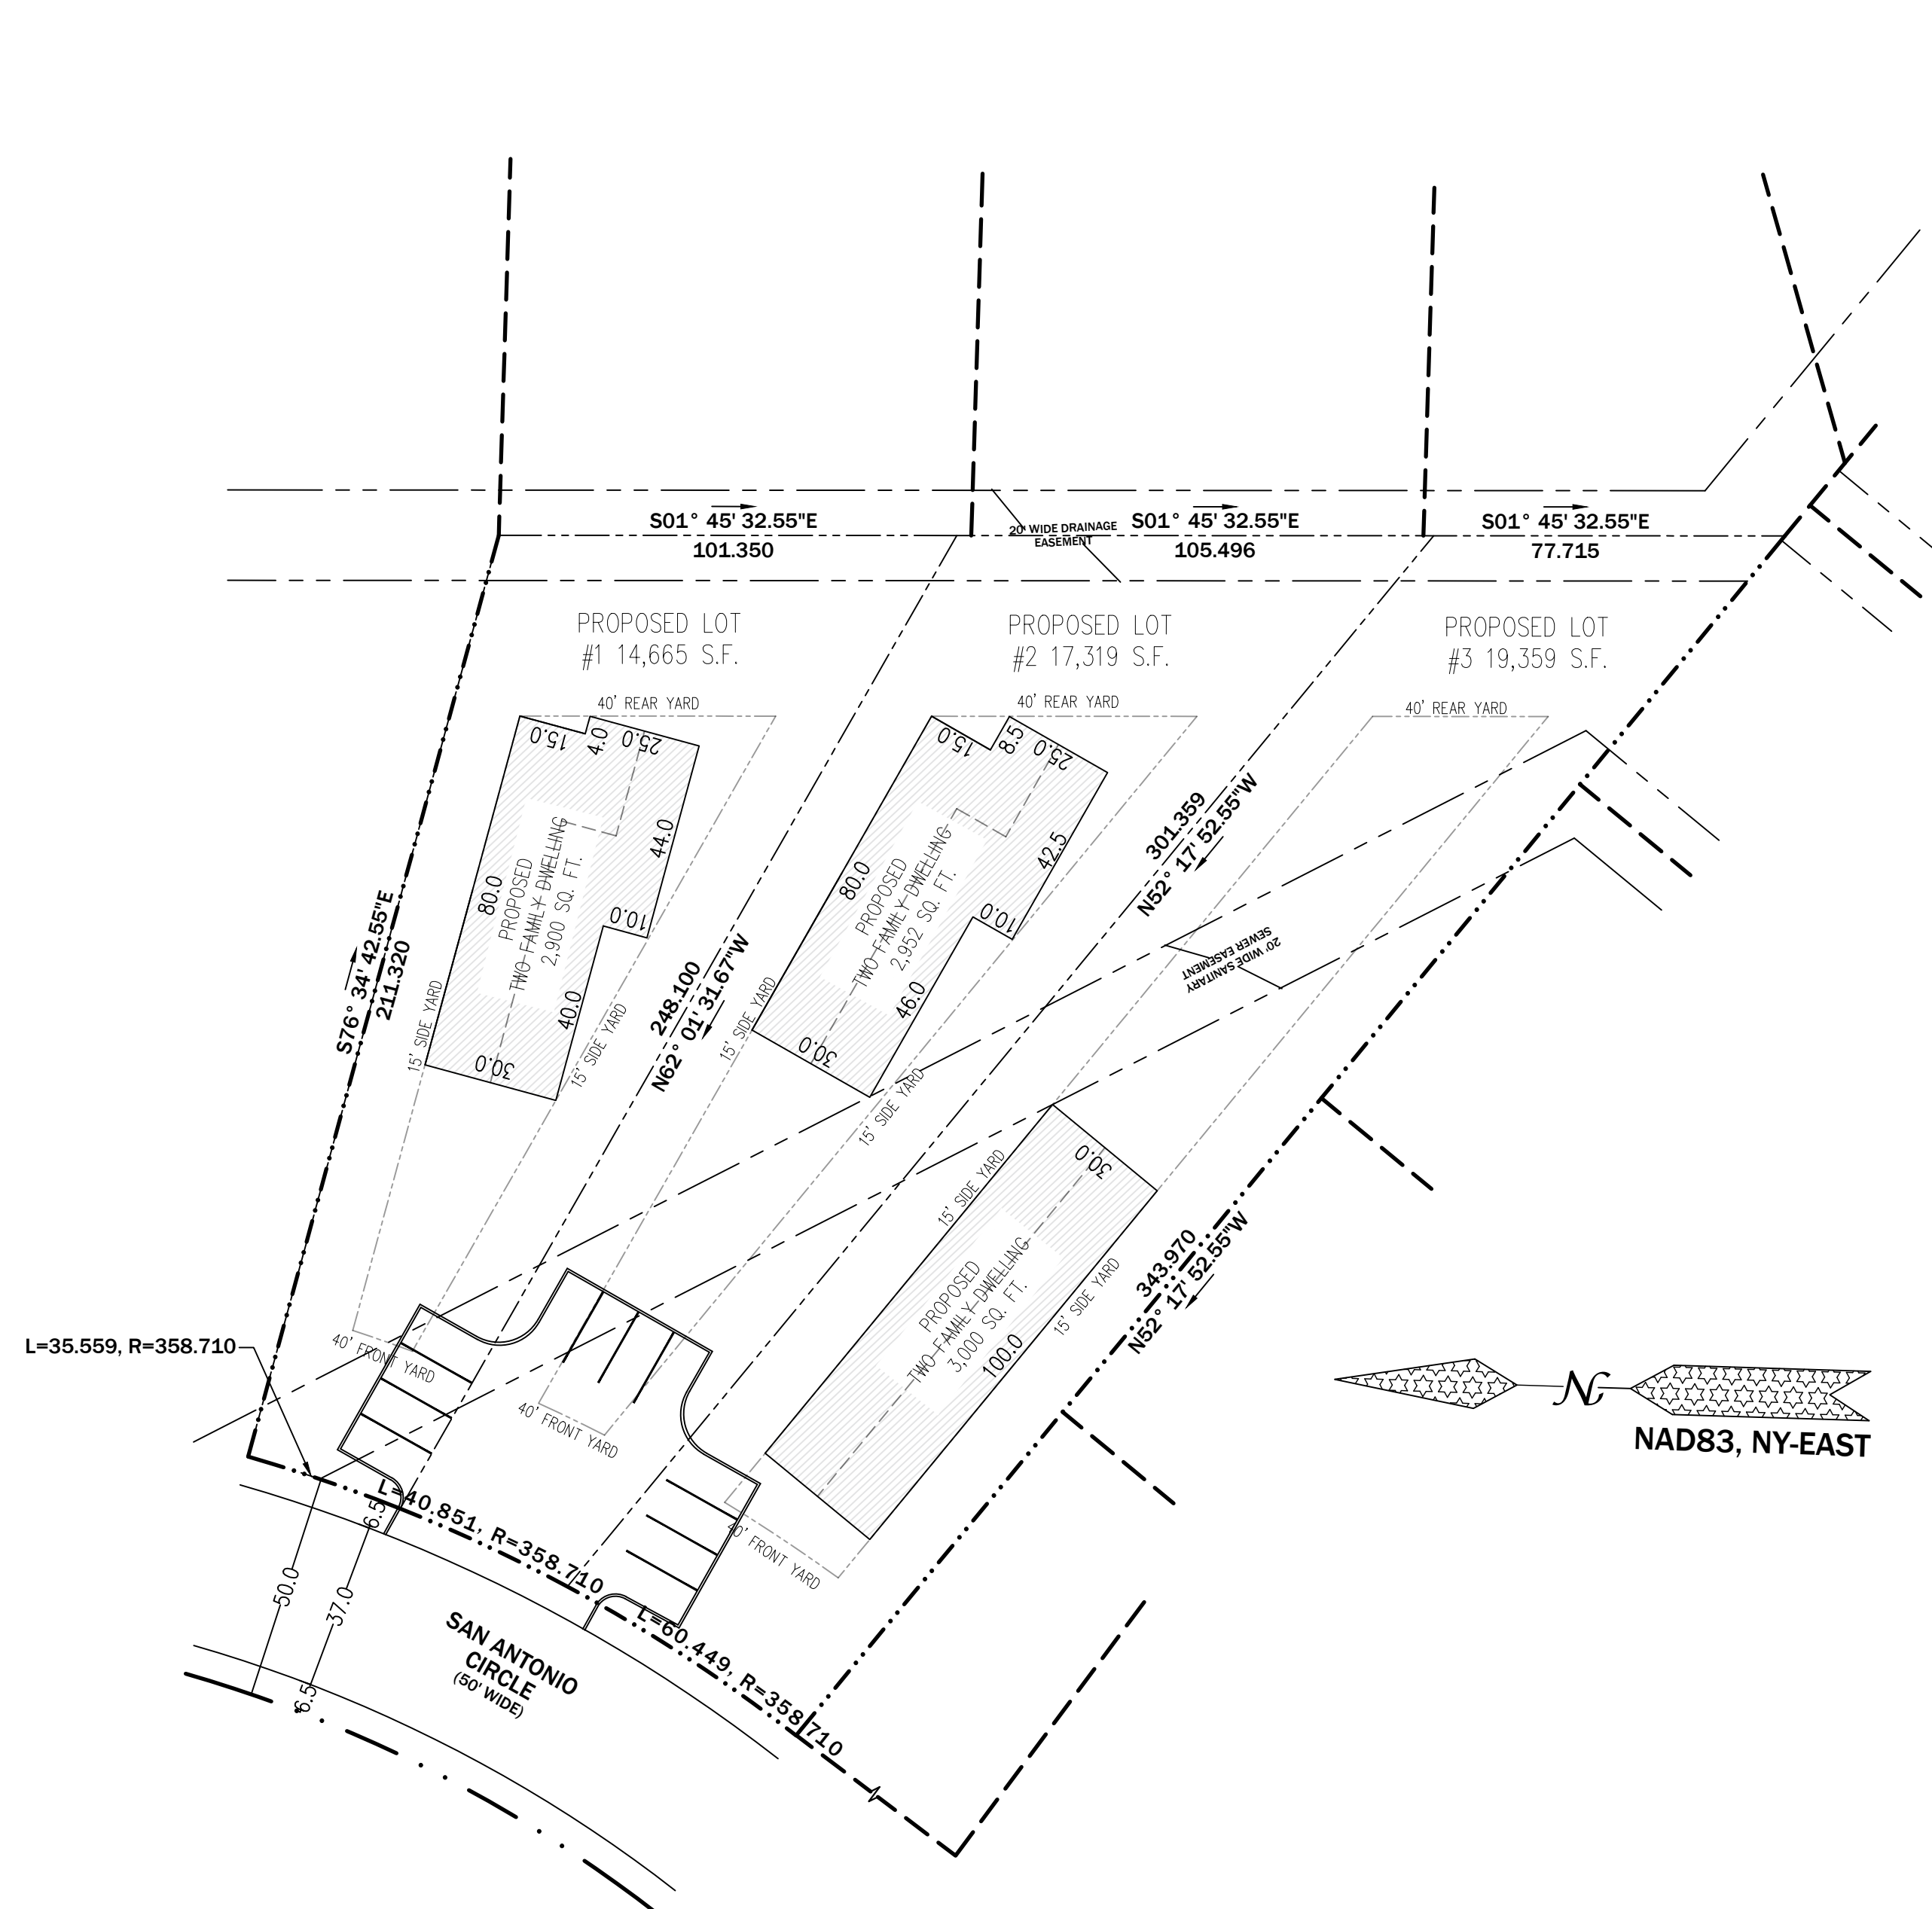 S01° 45' 32.55"E
101.350
20' WIDE DRAINAGE
EASEMENT
S01° 45' 32.55"E
105.496
S01° 45' 32.55"E
77.715
PROPOSED LOT
#1 14,665 S.F.
PROPOSED LOT
#2 17,319 S.F.
PROPOSED LOT
#3 19,359 S.F.
40' REAR YARD
40' REAR YARD
40' REAR YARD
15.0
4.0
25.0
44.0
80.0
PROPOSED
TWO FAMILY DWELLING
2,900 SQ. FT.
10.0
40.0
30.0
15' SIDE YARD
15' SIDE YARD
S76° 34' 42.55"E
211.320
15.0
8.5
25.0
42.5
80.0
PROPOSED
TWO FAMILY DWELLING
2,952 SQ. FT.
10.0
46.0
30.0
15' SIDE YARD
15' SIDE YARD
248.100
N62° 01' 31.67"W
301.359
N52° 17' 52.55"W
20' WIDE SANITARY
SEWER EASEMENT
30.0
15' SIDE YARD
PROPOSED
TWO FAMILY DWELLING
3,000 SQ. FT.
100.0
15' SIDE YARD
343.970
N52° 17' 52.55"W
L=35.559, R=358.710
40' FRONT YARD
40' FRONT YARD
40' FRONT YARD
L=40.851, R=358.710
L=60.449, R=358.710
6.5
50.0
37.0
6.5
SAN ANTONIO
CIRCLE
(50' WIDE)
N
NAD83, NY-EAST